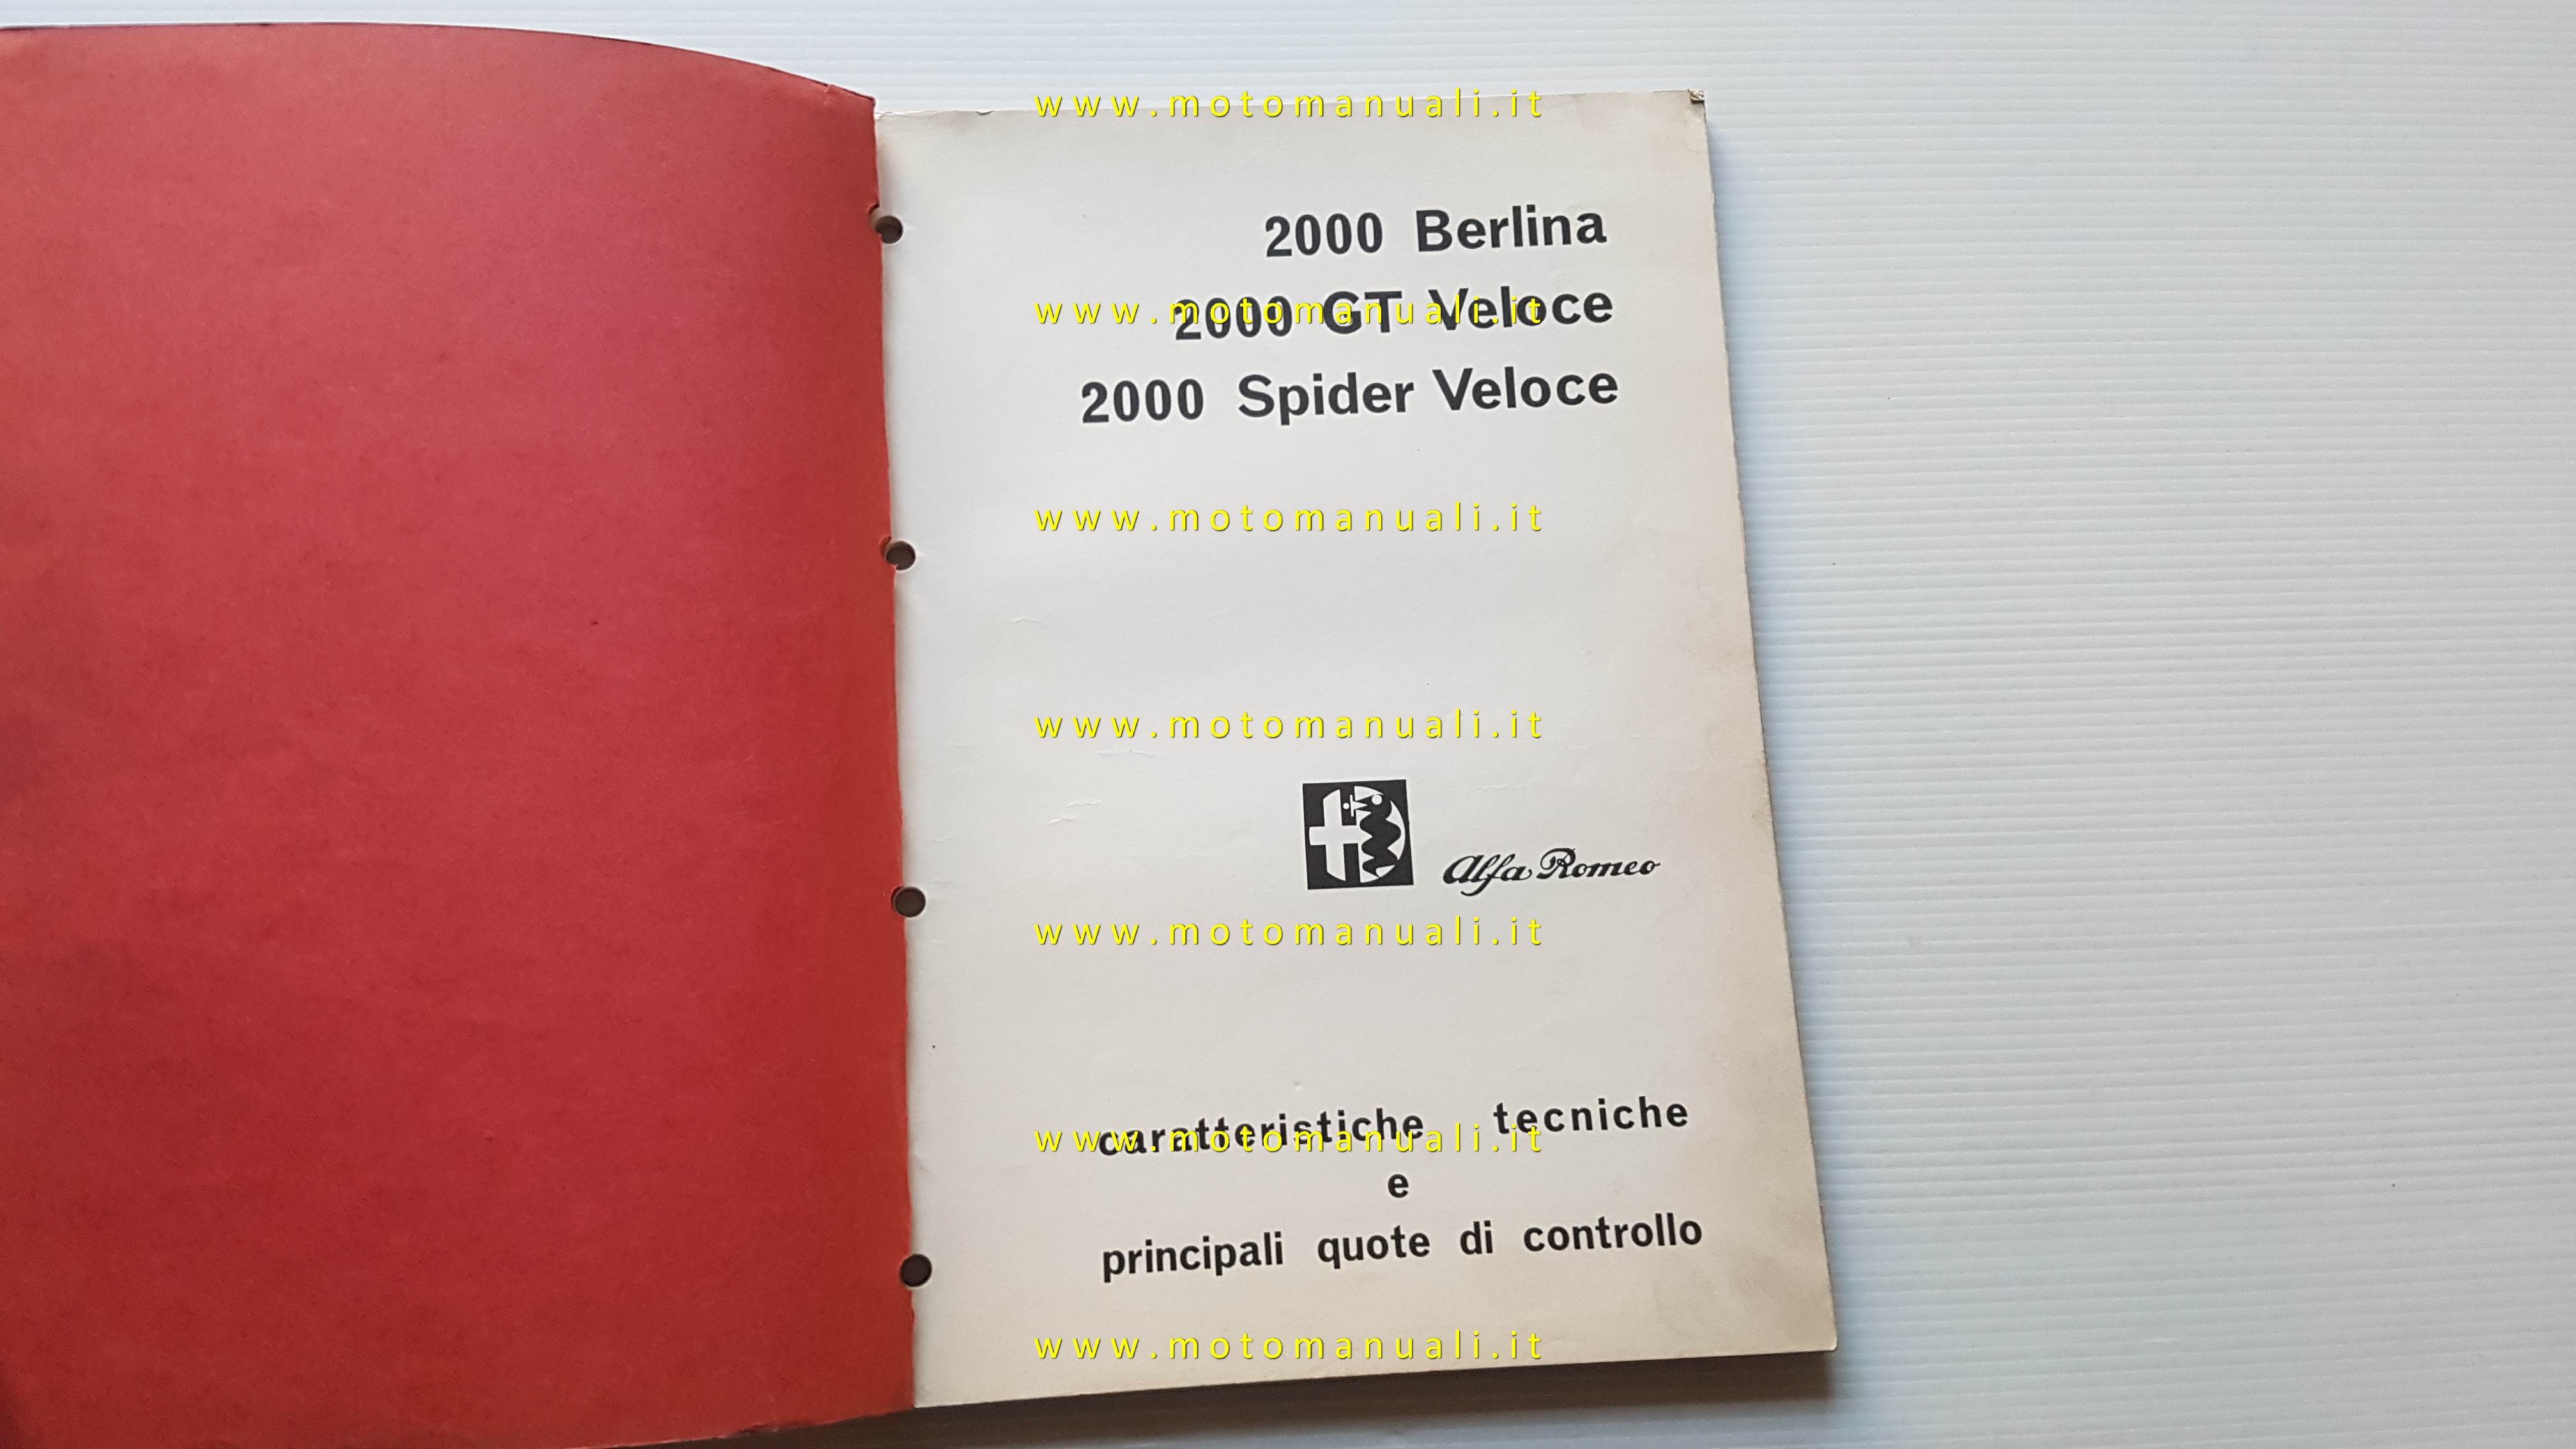 www.motomanuali.it
2000 Berlina
2000 GT Veloce
www.motomanuali.it
2000 Spider Veloce
www.motomanuali.it
www.motomanuali.it
Alfa Romeo
www.motomanuali.it
caratteristiche tecniche
www.motomanuali.it
e
principali quote di controllo
www.motomanuali.it